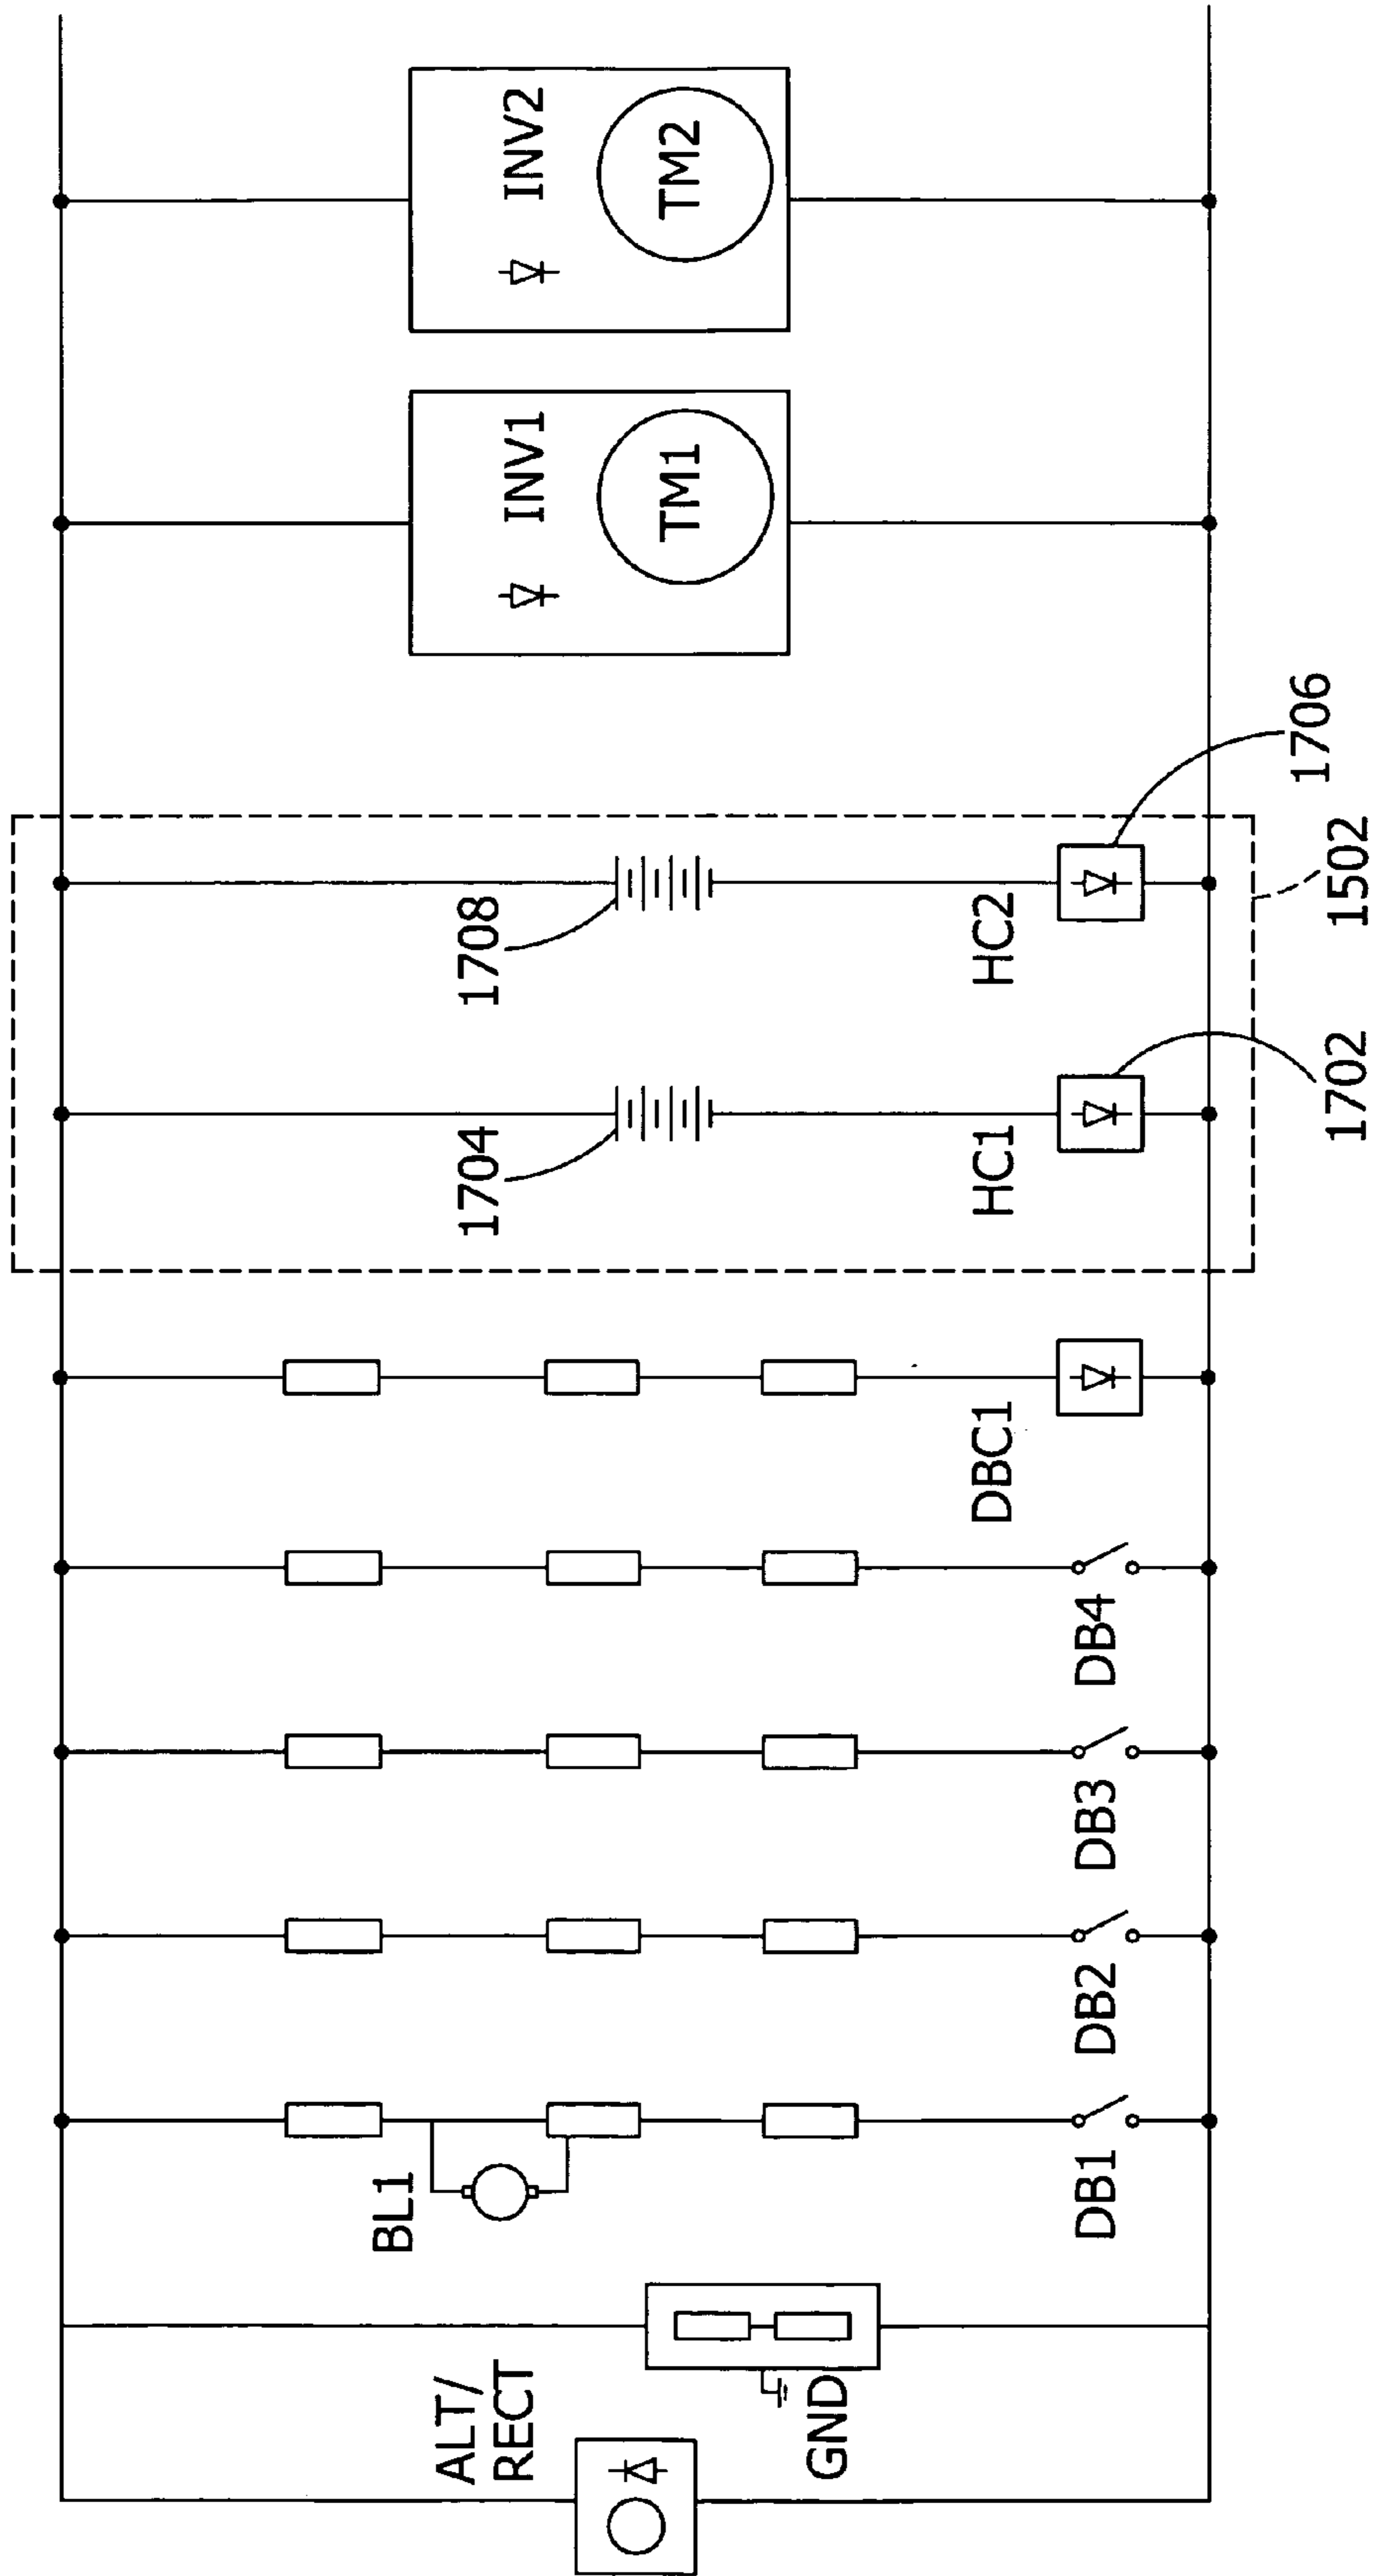 ALT/
RECT
GND
BL1
DB1
DB2
DB3
DB4
DBC1
1704
HC1
1702
1708
HC2
1502
1706
INV1
TM1
INV2
TM2